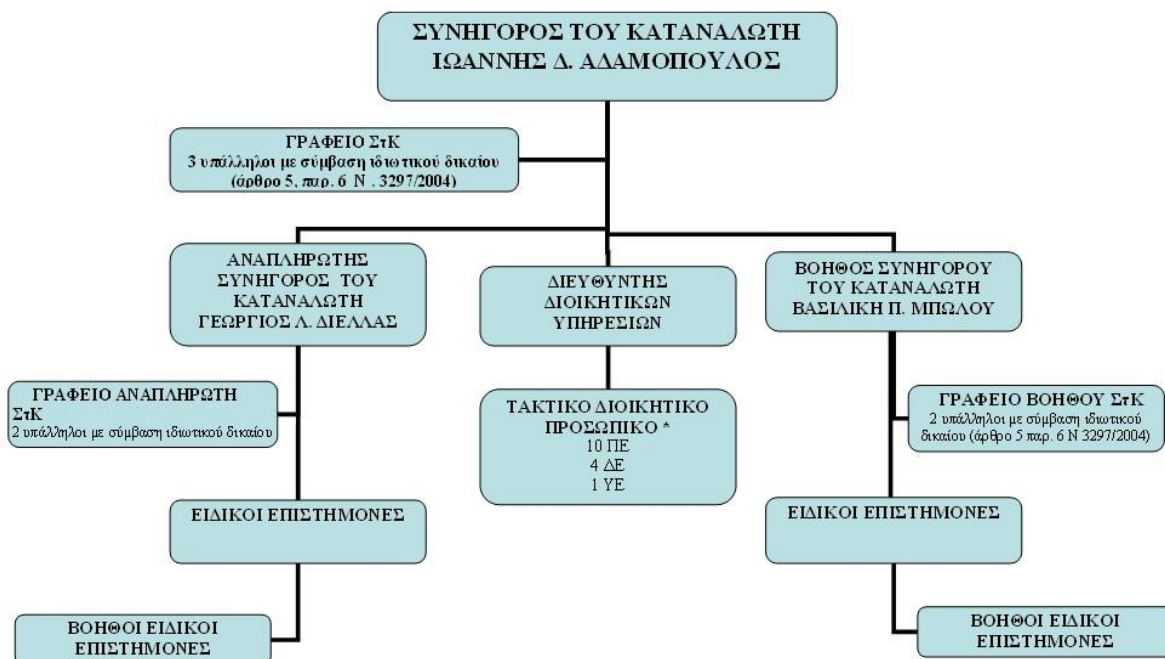 ΣΥΝΗΓΟΡΟΣ ΤΟΥ ΚΑΤΑΝΑΛΩΤΗ
ΙΩΑΝΝΗΣ Δ. ΑΔΑΜΟΠΟΥΛΟΣ
ΓΡΑΦΕΙΟ ΣτΚ
3 υπάλληλοι με σύμβαση ιδιωτικού δικαίου
(άρθρο 5, παρ. 6 Ν . 3297/2004)
ΑΝΑΠΛΗΡΩΤΗΣ
ΣΥΝΗΓΟΡΟΣ ΤΟΥ
ΚΑΤΑΝΑΛΩΤΗ
ΓΕΩΡΓΙΟΣ Λ. ΔΙΕΛΛΑΣ
ΔΙΕΥΘΥΝΤΗΣ
ΔΙΟΙΚΗΤΙΚΩΝ
ΥΠΗΡΕΣΙΩΝ
ΒΟΗΘΟΣ ΣΥΝΗΓΟΡΟΥ
ΤΟΥ ΚΑΤΑΝΑΛΩΤΗ
ΒΑΣΙΛΙΚΗ Π. ΜΠΩΛΟΥ
ΓΡΑΦΕΙΟ ΑΝΑΠΛΗΡΩΤΗ
ΣτΚ
2 υπάλληλοι με σύμβαση ιδιωτικού δικαίου
ΤΑΚΤΙΚΟ ΔΙΟΙΚΗΤΙΚΟ
ΠΡΟΣΩΠΙΚΟ *
10 ΠΕ
4 ΔΕ
1 ΥΕ
ΓΡΑΦΕΙΟ ΒΟΗΘΟΥ ΣτΚ
2 υπάλληλοι με σύμβαση ιδιωτικού
δικαίου (άρθρο 5 παρ. 6 Ν 3297/2004)
ΕΙΔΙΚΟΙ ΕΠΙΣΤΗΜΟΝΕΣ
ΕΙΔΙΚΟΙ ΕΠΙΣΤΗΜΟΝΕΣ
ΒΟΗΘΟΙ ΕΙΔΙΚΟΙ
ΕΠΙΣΤΗΜΟΝΕΣ
ΒΟΗΘΟΙ ΕΙΔΙΚΟΙ
ΕΠΙΣΤΗΜΟΝΕΣ